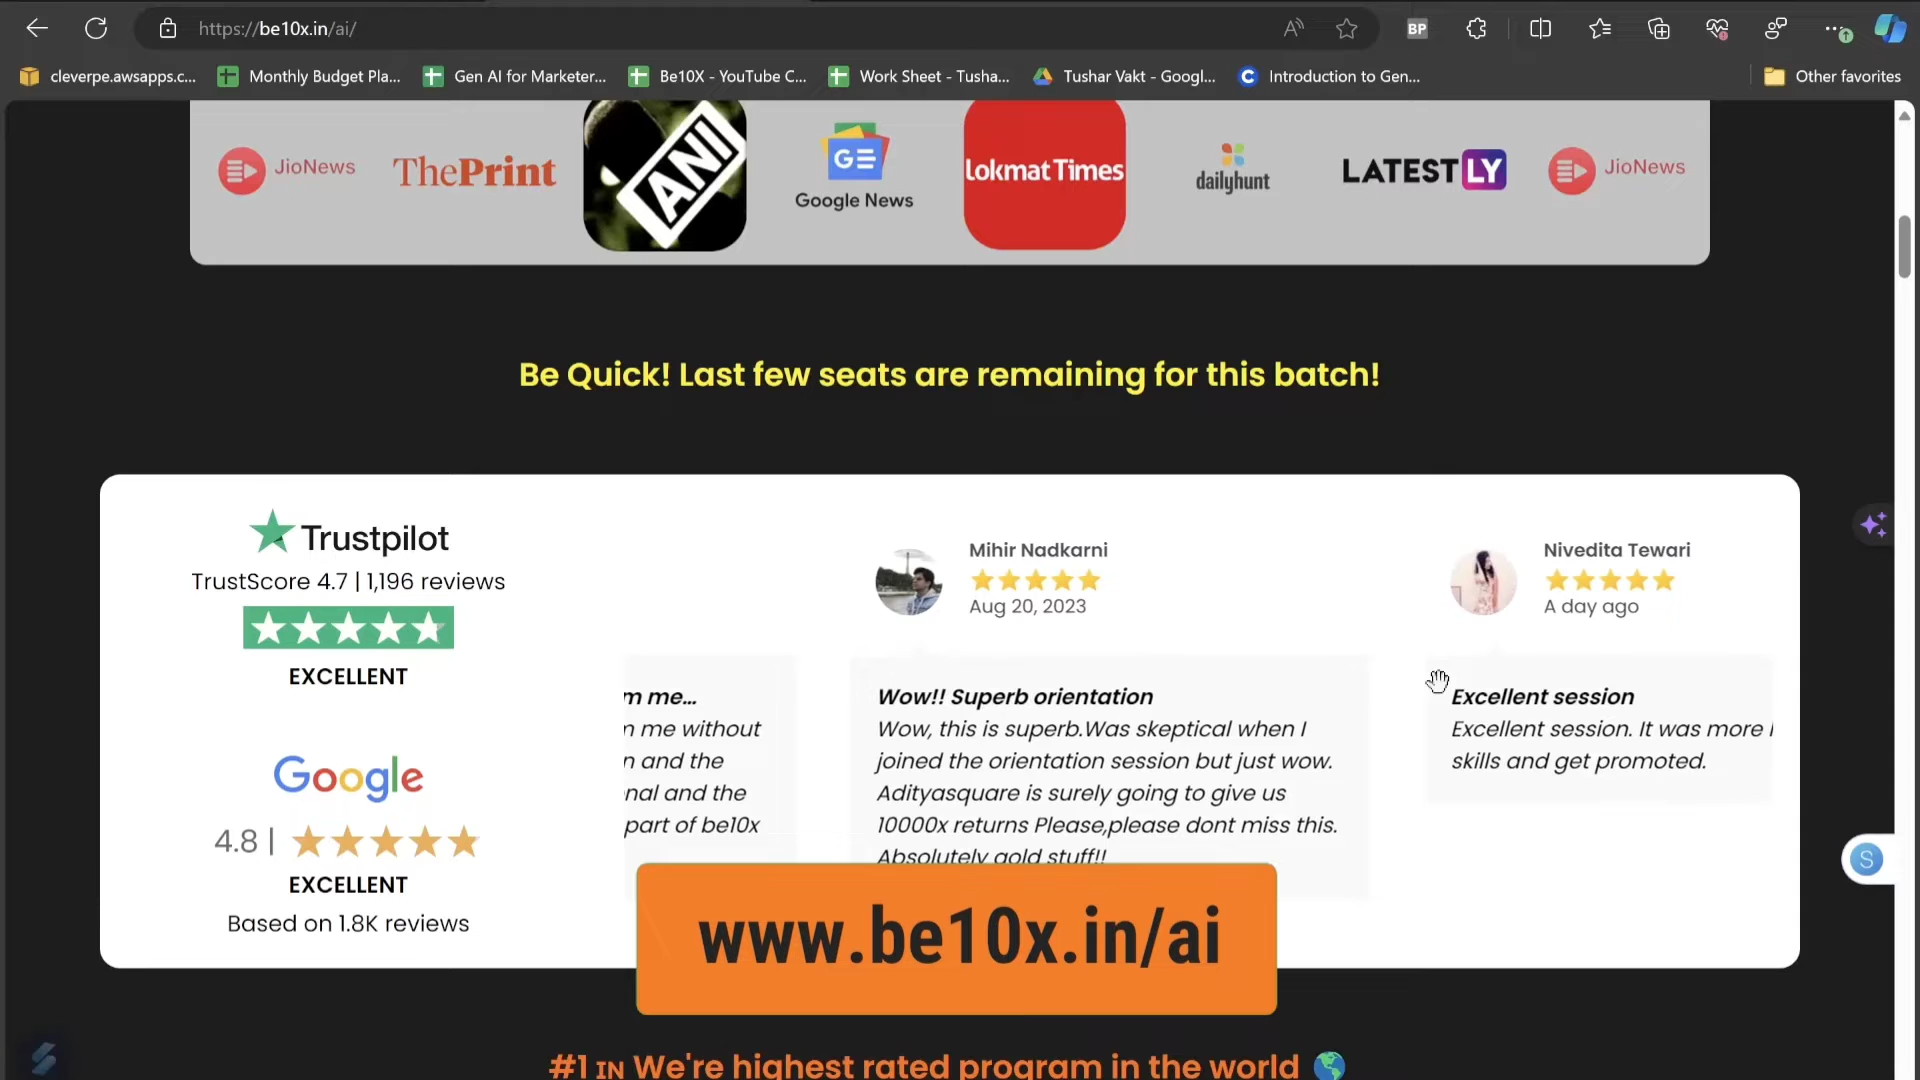 https://be10x.in/ai/
BP
cleverpe.awsapps.c...
Monthly Budget Pla...
Gen AI for Marketer...
Be10X - YouTube C...
Work Sheet - Tusha...
Tushar Vakt - Googl...
Introduction to Gen...
Other favorites
JioNews
ThePrint
ANI
Google News
Lokmat Times
dailyhunt
LATESTLY
JioNews
Be Quick! Last few seats are remaining for this batch!
Trustpilot
TrustScore 4.7 | 1,196 reviews
EXCELLENT
Google
4.8 |
EXCELLENT
Based on 1.8K reviews
m me...
me without
and the
and the
part of be10x
Mihir Nadkarni
Aug 20, 2023
Wow!! Superb orientation
Wow, this is superb.Was skeptical when I
joined the orientation session but just wow.
Adityasquare is surely going to give us
10000x returns Please,please dont miss this.
Absolutely gold stuff!!
Nivedita Tewari
A day ago
Excellent session
Excellent session. It was more
skills and get promoted.
www.be10x.in/ai
S
#1 IN We're highest rated program in the world